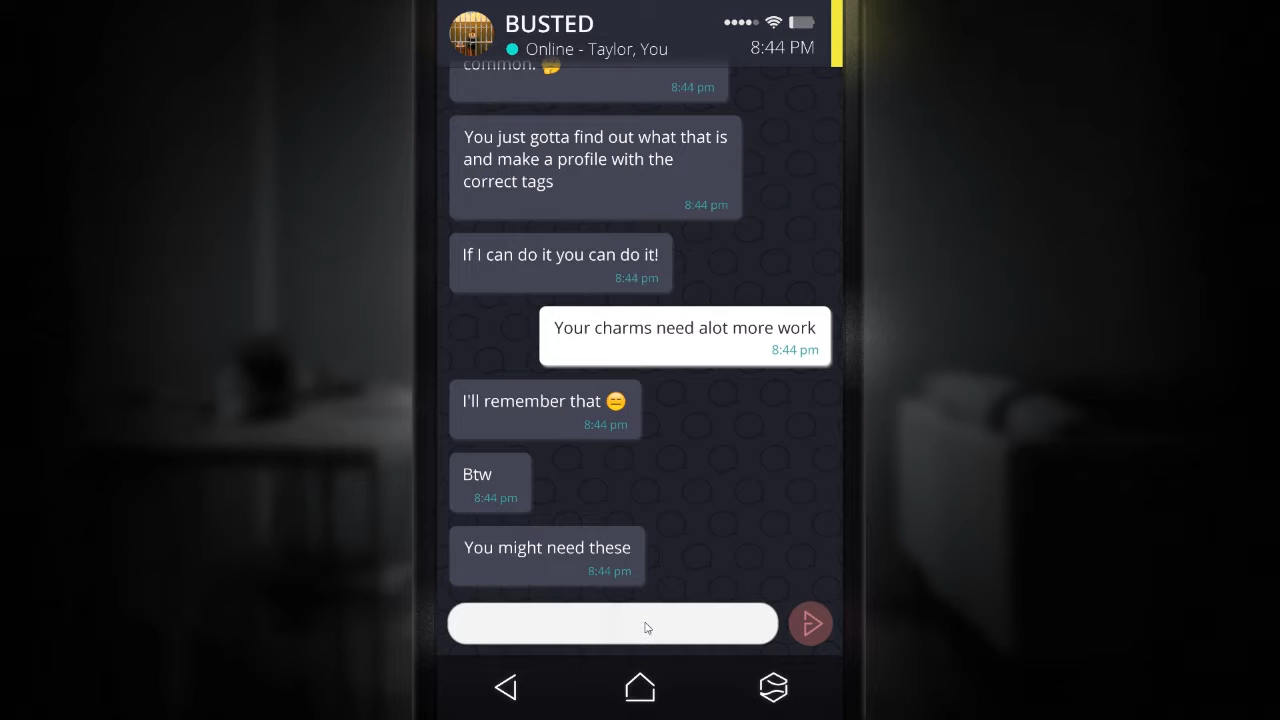 BUSTED
Online - Taylor, You
8:44 PM
common. 🤔
8:44 pm
You just gotta find out what that is
and make a profile with the
correct tags
8:44 pm
If I can do it you can do it!
8:44 pm
Your charms need alot more work
8:44 pm
I'll remember that 😑
8:44 pm
Btw
8:44 pm
You might need these
8:44 pm